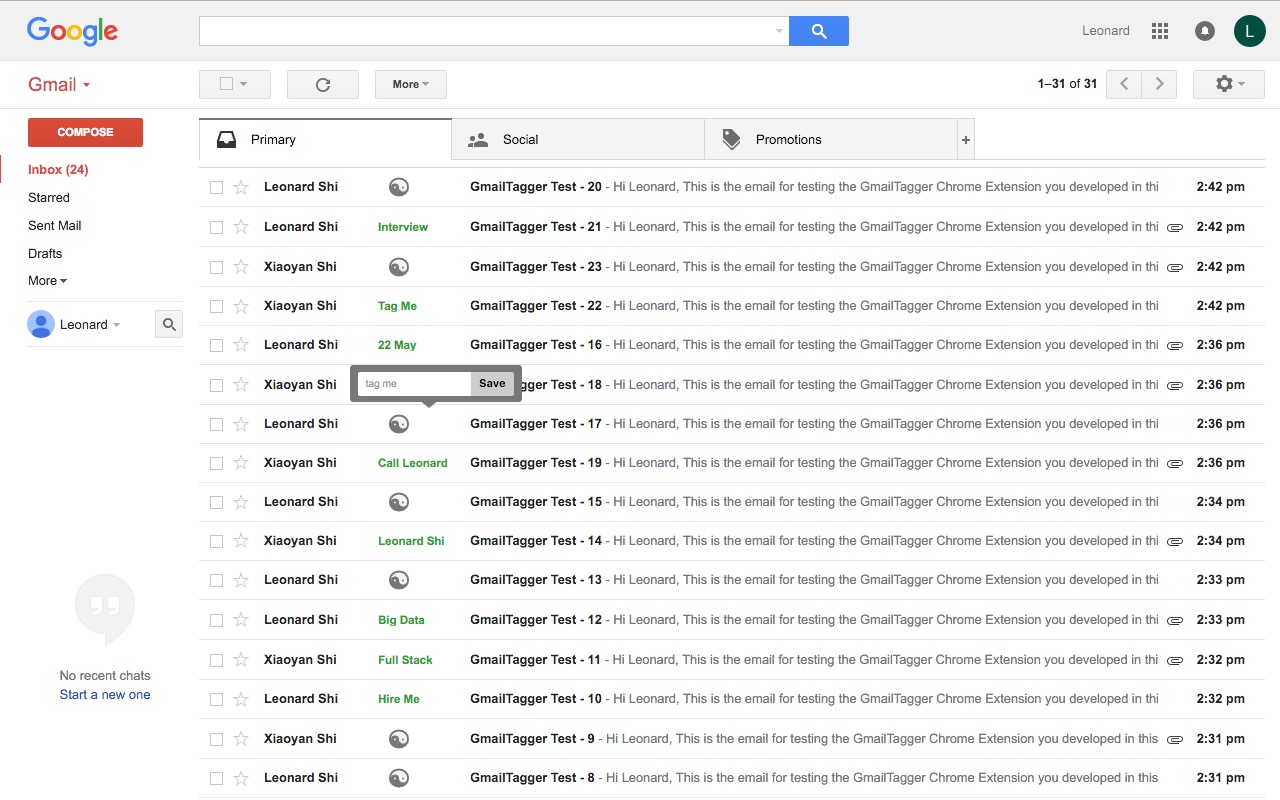 Google
Leonard
L
Gmail
More
1–31 of 31
COMPOSE
Inbox (24)
Starred
Sent Mail
Drafts
More
Leonard
No recent chats
Start a new one
Primary
Social
Promotions
+
Leonard Shi GmailTagger Test - 20 - Hi Leonard, This is the email for testing the GmailTagger Chrome Extension you developed in thi 2:42 pm
Leonard Shi Interview GmailTagger Test - 21 - Hi Leonard, This is the email for testing the GmailTagger Chrome Extension you developed in thi 2:42 pm
Xiaoyan Shi GmailTagger Test - 23 - Hi Leonard, This is the email for testing the GmailTagger Chrome Extension you developed in thi 2:42 pm
Xiaoyan Shi Tag Me GmailTagger Test - 22 - Hi Leonard, This is the email for testing the GmailTagger Chrome Extension you developed in thi 2:42 pm
Leonard Shi 22 May GmailTagger Test - 16 - Hi Leonard, This is the email for testing the GmailTagger Chrome Extension you developed in thi 2:36 pm
Xiaoyan Shi tag me Save gger Test - 18 - Hi Leonard, This is the email for testing the GmailTagger Chrome Extension you developed in thi 2:36 pm
Leonard Shi GmailTagger Test - 17 - Hi Leonard, This is the email for testing the GmailTagger Chrome Extension you developed in thi 2:36 pm
Xiaoyan Shi Call Leonard GmailTagger Test - 19 - Hi Leonard, This is the email for testing the GmailTagger Chrome Extension you developed in thi 2:36 pm
Leonard Shi GmailTagger Test - 15 - Hi Leonard, This is the email for testing the GmailTagger Chrome Extension you developed in thi 2:34 pm
Xiaoyan Shi Leonard Shi GmailTagger Test - 14 - Hi Leonard, This is the email for testing the GmailTagger Chrome Extension you developed in thi 2:34 pm
Leonard Shi GmailTagger Test - 13 - Hi Leonard, This is the email for testing the GmailTagger Chrome Extension you developed in thi 2:33 pm
Leonard Shi Big Data GmailTagger Test - 12 - Hi Leonard, This is the email for testing the GmailTagger Chrome Extension you developed in thi 2:33 pm
Xiaoyan Shi Full Stack GmailTagger Test - 11 - Hi Leonard, This is the email for testing the GmailTagger Chrome Extension you developed in thi 2:32 pm
Leonard Shi Hire Me GmailTagger Test - 10 - Hi Leonard, This is the email for testing the GmailTagger Chrome Extension you developed in thi 2:32 pm
Xiaoyan Shi GmailTagger Test - 9 - Hi Leonard, This is the email for testing the GmailTagger Chrome Extension you developed in this 2:31 pm
Leonard Shi GmailTagger Test - 8 - Hi Leonard, This is the email for testing the GmailTagger Chrome Extension you developed in this 2:31 pm